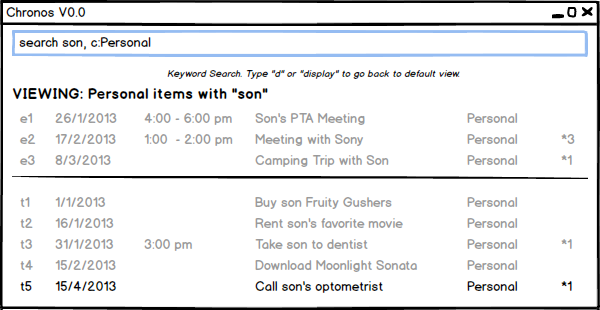 Chronos V0.0
search son, c:Personal
Keyword Search. Type "d" or "display" to go back to default view.
VIEWING: Personal items with "son"
e1 26/1/2013 4:00 - 6:00 pm Son's PTA Meeting Personal
e2 17/2/2013 1:00 - 2:00 pm Meeting with Sony Personal *3
e3 8/3/2013 Camping Trip with Son Personal *1
t1 1/1/2013 Buy son Fruity Gushers Personal
t2 16/1/2013 Rent son's favorite movie Personal
t3 31/1/2013 3:00 pm Take son to dentist Personal *1
t4 15/2/2013 Download Moonlight Sonata Personal
t5 15/4/2013 Call son's optometrist Personal *1